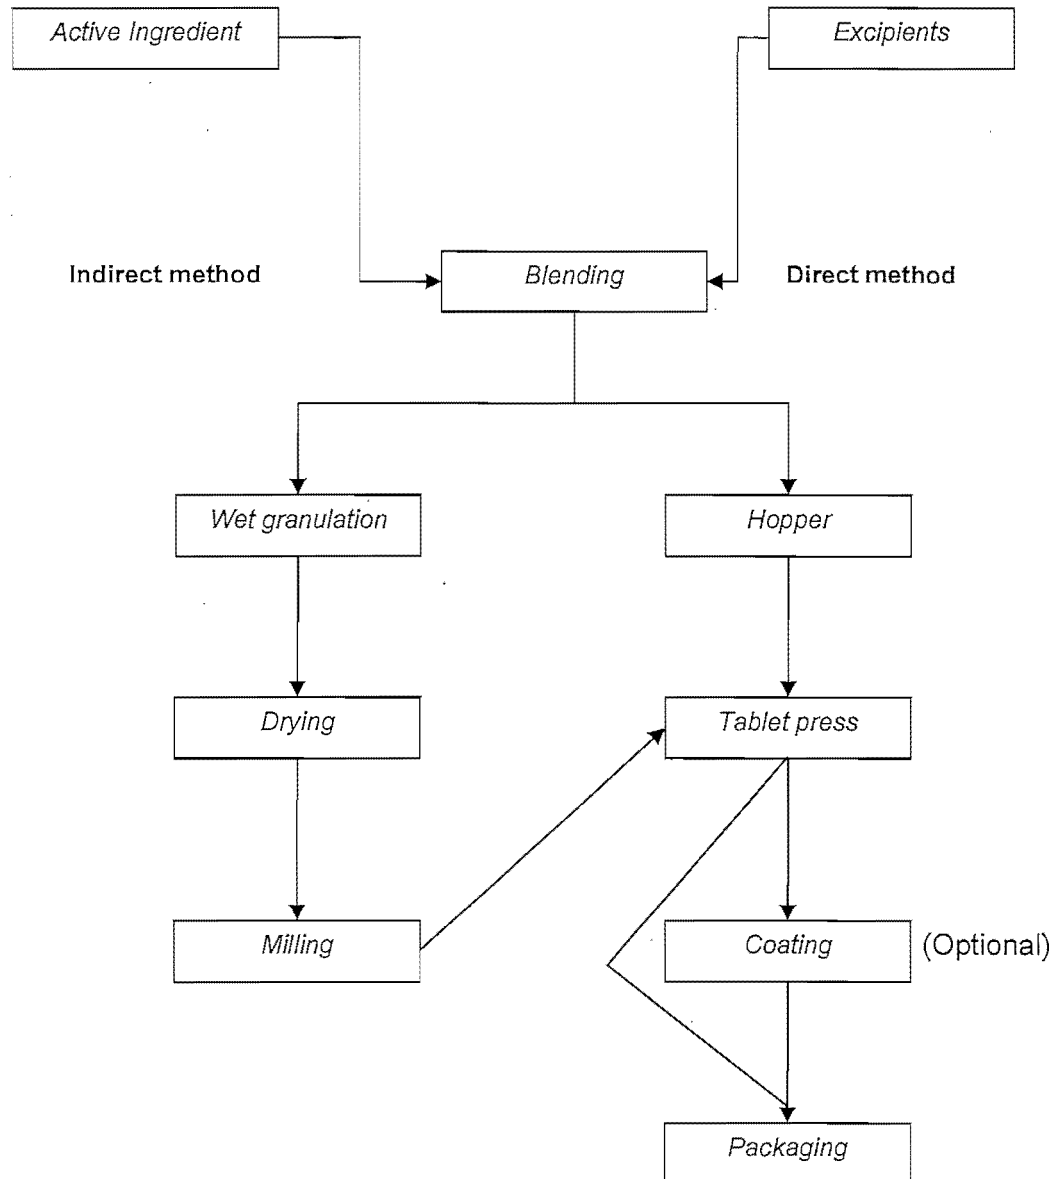 Active Ingredient
Excipients
Indirect method
Blending
Direct method
Wet granulation
Hopper
Drying
Tablet press
Milling
Coating
(Optional)
Packaging